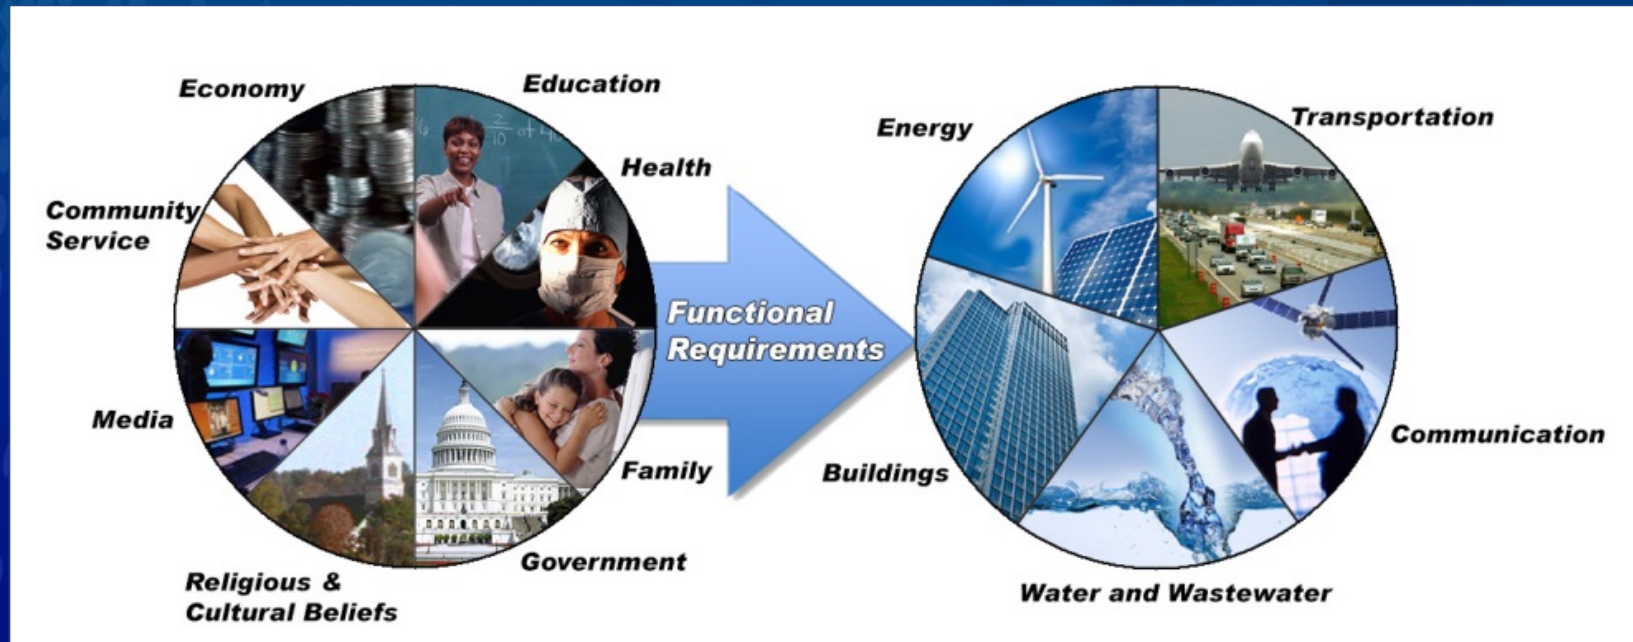 Economy
Education
Health
Community
Service
Media
Family
Government
Religious &
Cultural Beliefs
Functional
Requirements
Energy
Transportation
Buildings
Communication
Water and Wastewater